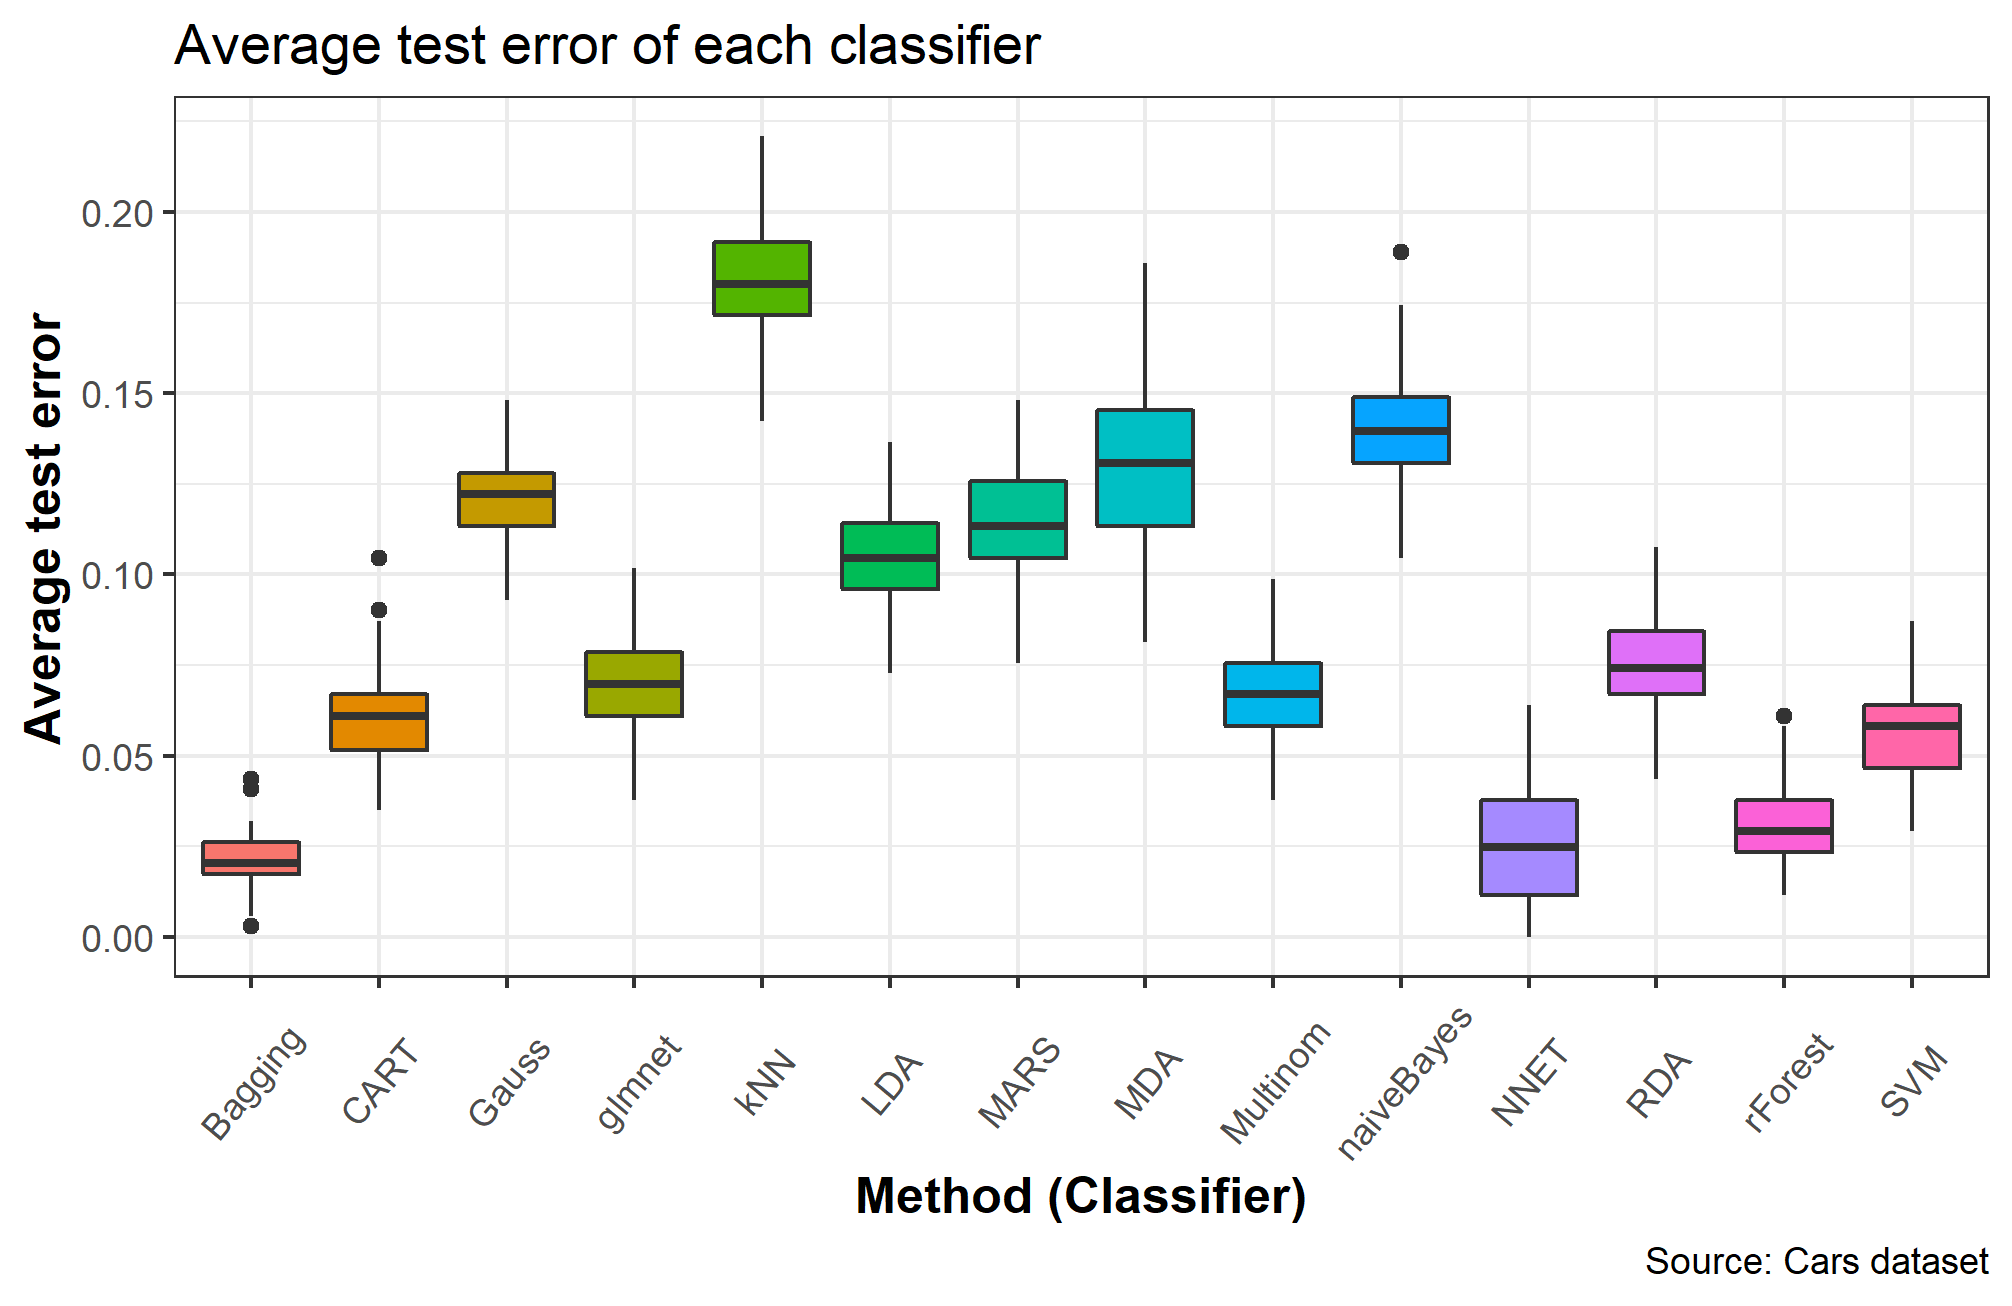 Average test error of each classifier
Average test error
0.20
0.15
0.10
0.05
0.00
Bagging
CART
Gauss
glmnet
kNN
LDA
MARS
MDA
Multinom
naiveBayes
NNET
RDA
rForest
SVM
Method (Classifier)
Source: Cars dataset